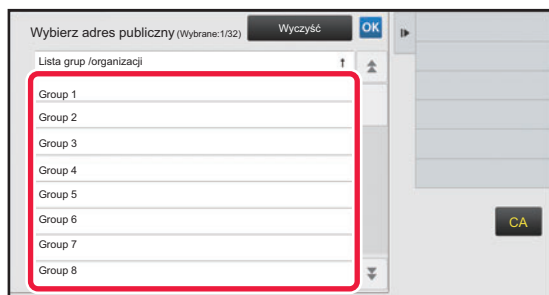 Wybierz adres publiczny (Wybrane:1/32) Wyczyść OK
Lista grup /organizacji
Group 1
Group 2
Group 3
Group 4
Group 5
Group 6
Group 7
Group 8
CA